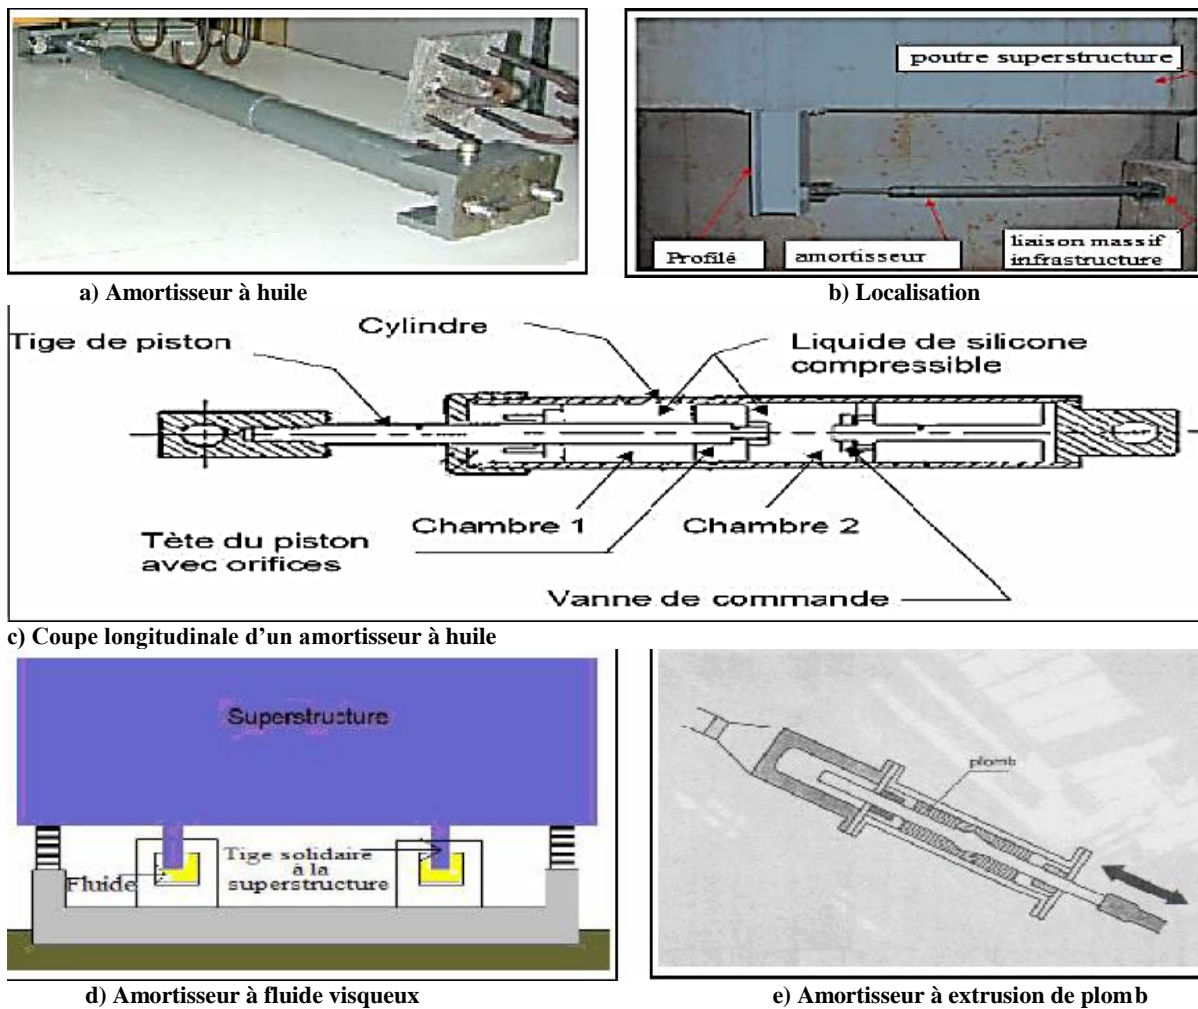 poutre superstructure
Profilé
amortisseur
liaison massif
infrastructure
a) Amortisseur à huile
b) Localisation
Tige de piston
Cylindre
Liquide de silicone
compressible
Chambre 1
Chambre 2
Tète du piston
avec orifices
Vanne de commande
c) Coupe longitudinale d'un amortisseur à huile
Superstructure
Tige solidaire
à la
superstructure
Fluide
plomb
d) Amortisseur à fluide visqueux
e) Amortisseur à extrusion de plomb